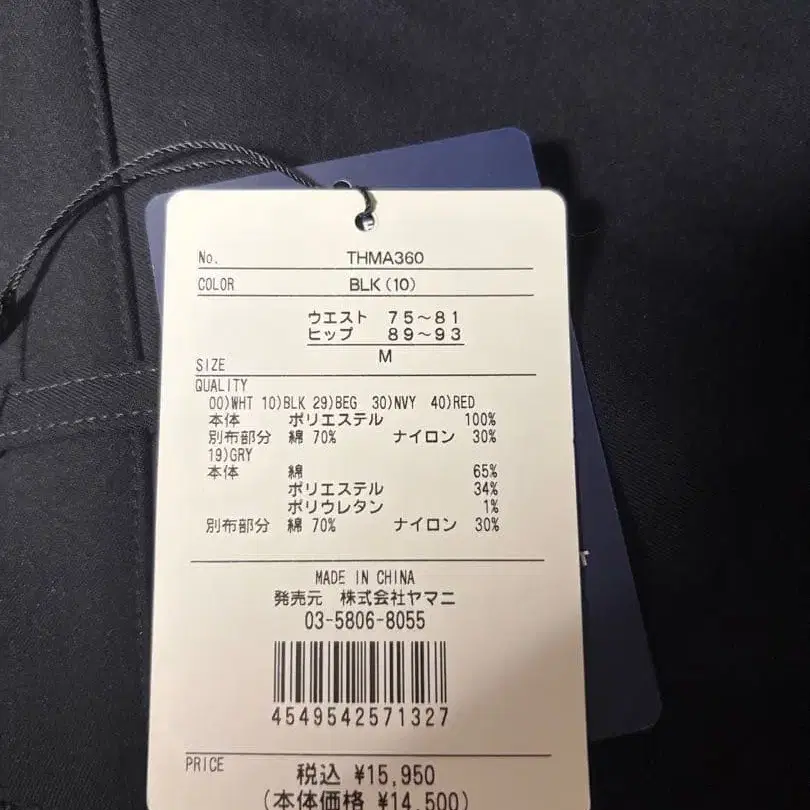 No. THMA360
COLOR BLK(10)
ウエスト 75~81
ヒップ 89~93
SIZE M
QUALITY
00)WHT 10)BLK 29)BEG 30)NVY 40)RED
本体 ポリエステル 100%
別布部分 綿 70% ナイロン 30%
19)GRY
本体 綿 65%
ポリエステル 34%
ポリウレタン 1%
別布部分 綿 70% ナイロン 30%
MADE IN CHINA
発売元 株式会社ヤマニ
03-5806-8055
4549542571327
PRICE 税込 ¥15,950
(本体価格 ¥14,500)